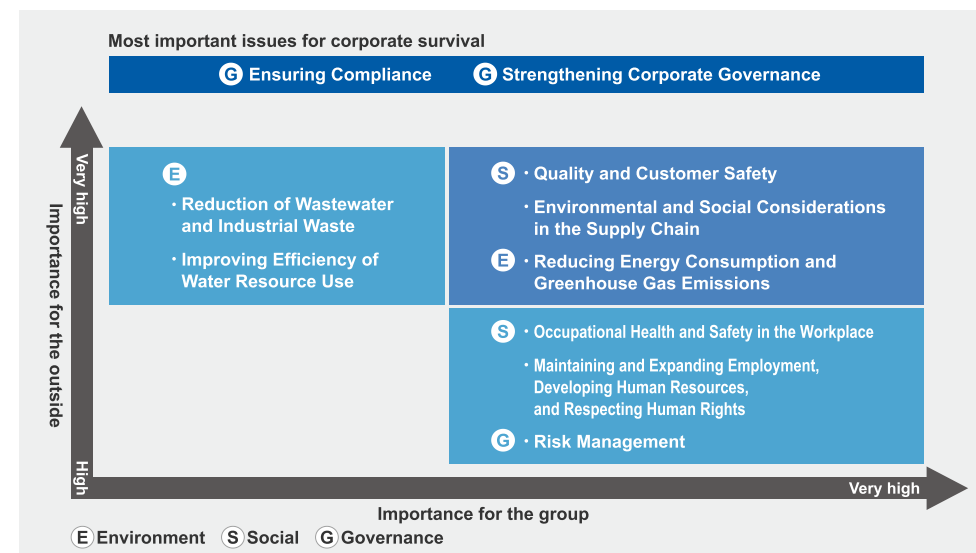 Most important issues for corporate survival
G Ensuring Compliance G Strengthening Corporate Governance
Very high
Importance for the outside
High
E
・Reduction of Wastewater
and Industrial Waste
・Improving Efficiency of
Water Resource Use
S ・Quality and Customer Safety
・Environmental and Social Considerations
in the Supply Chain
E ・Reducing Energy Consumption and
Greenhouse Gas Emissions
S ・Occupational Health and Safety in the Workplace
・Maintaining and Expanding Employment,
Developing Human Resources,
and Respecting Human Rights
G ・Risk Management
Very high
Importance for the group
E Environment S Social G Governance